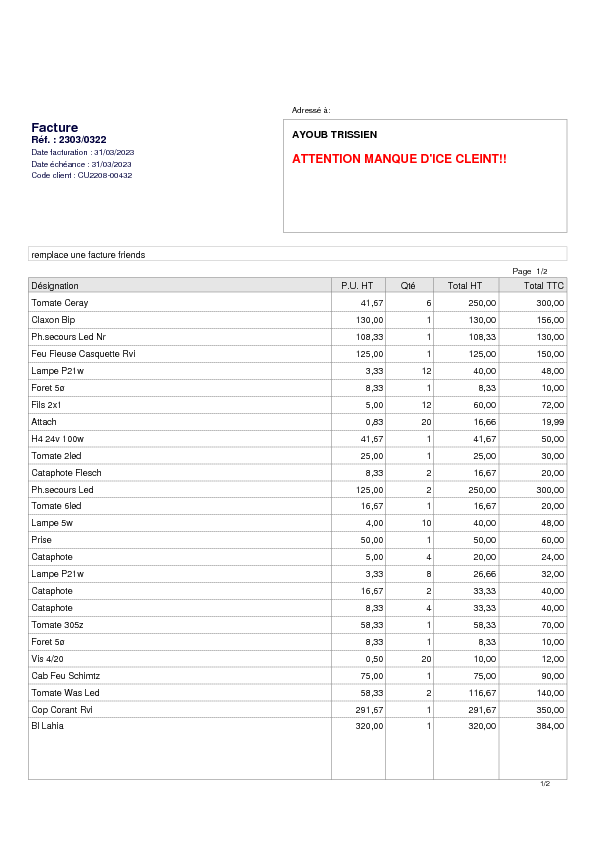 Adressé à:
Facture
Réf. : 2303/0322
Date facturation : 31/03/2023
Date échéance : 31/03/2023
Code client : CU2208-00432
AYOUB TRISSIEN
ATTENTION MANQUE D'ICE CLEINT!!
remplace une facture friends
Page 1/2
Désignation P.U. HT Qté Total HT Total TTC
Tomate Ceray 41,67 6 250,00 300,00
Claxon Bip 130,00 1 130,00 156,00
Ph.secours Led Nr 108,33 1 108,33 130,00
Feu Fleuse Casquette Rvi 125,00 1 125,00 150,00
Lampe P21w 3,33 12 40,00 48,00
Foret 5ø 8,33 1 8,33 10,00
Fils 2x1 5,00 12 60,00 72,00
Attach 0,83 20 16,66 19,99
H4 24v 100w 41,67 1 41,67 50,00
Tomate 2led 25,00 1 25,00 30,00
Cataphote Flesch 8,33 2 16,67 20,00
Ph.secours Led 125,00 2 250,00 300,00
Tomate 6led 16,67 1 16,67 20,00
Lampe 5w 4,00 10 40,00 48,00
Prise 50,00 1 50,00 60,00
Cataphote 5,00 4 20,00 24,00
Lampe P21w 3,33 8 26,66 32,00
Cataphote 16,67 2 33,33 40,00
Cataphote 8,33 4 33,33 40,00
Tomate 305z 58,33 1 58,33 70,00
Foret 5ø 8,33 1 8,33 10,00
Vis 4/20 0,50 20 10,00 12,00
Cab Feu Schimtz 75,00 1 75,00 90,00
Tomate Was Led 58,33 2 116,67 140,00
Cop Corant Rvi 291,67 1 291,67 350,00
Bl Lahia 320,00 1 320,00 384,00
1/2